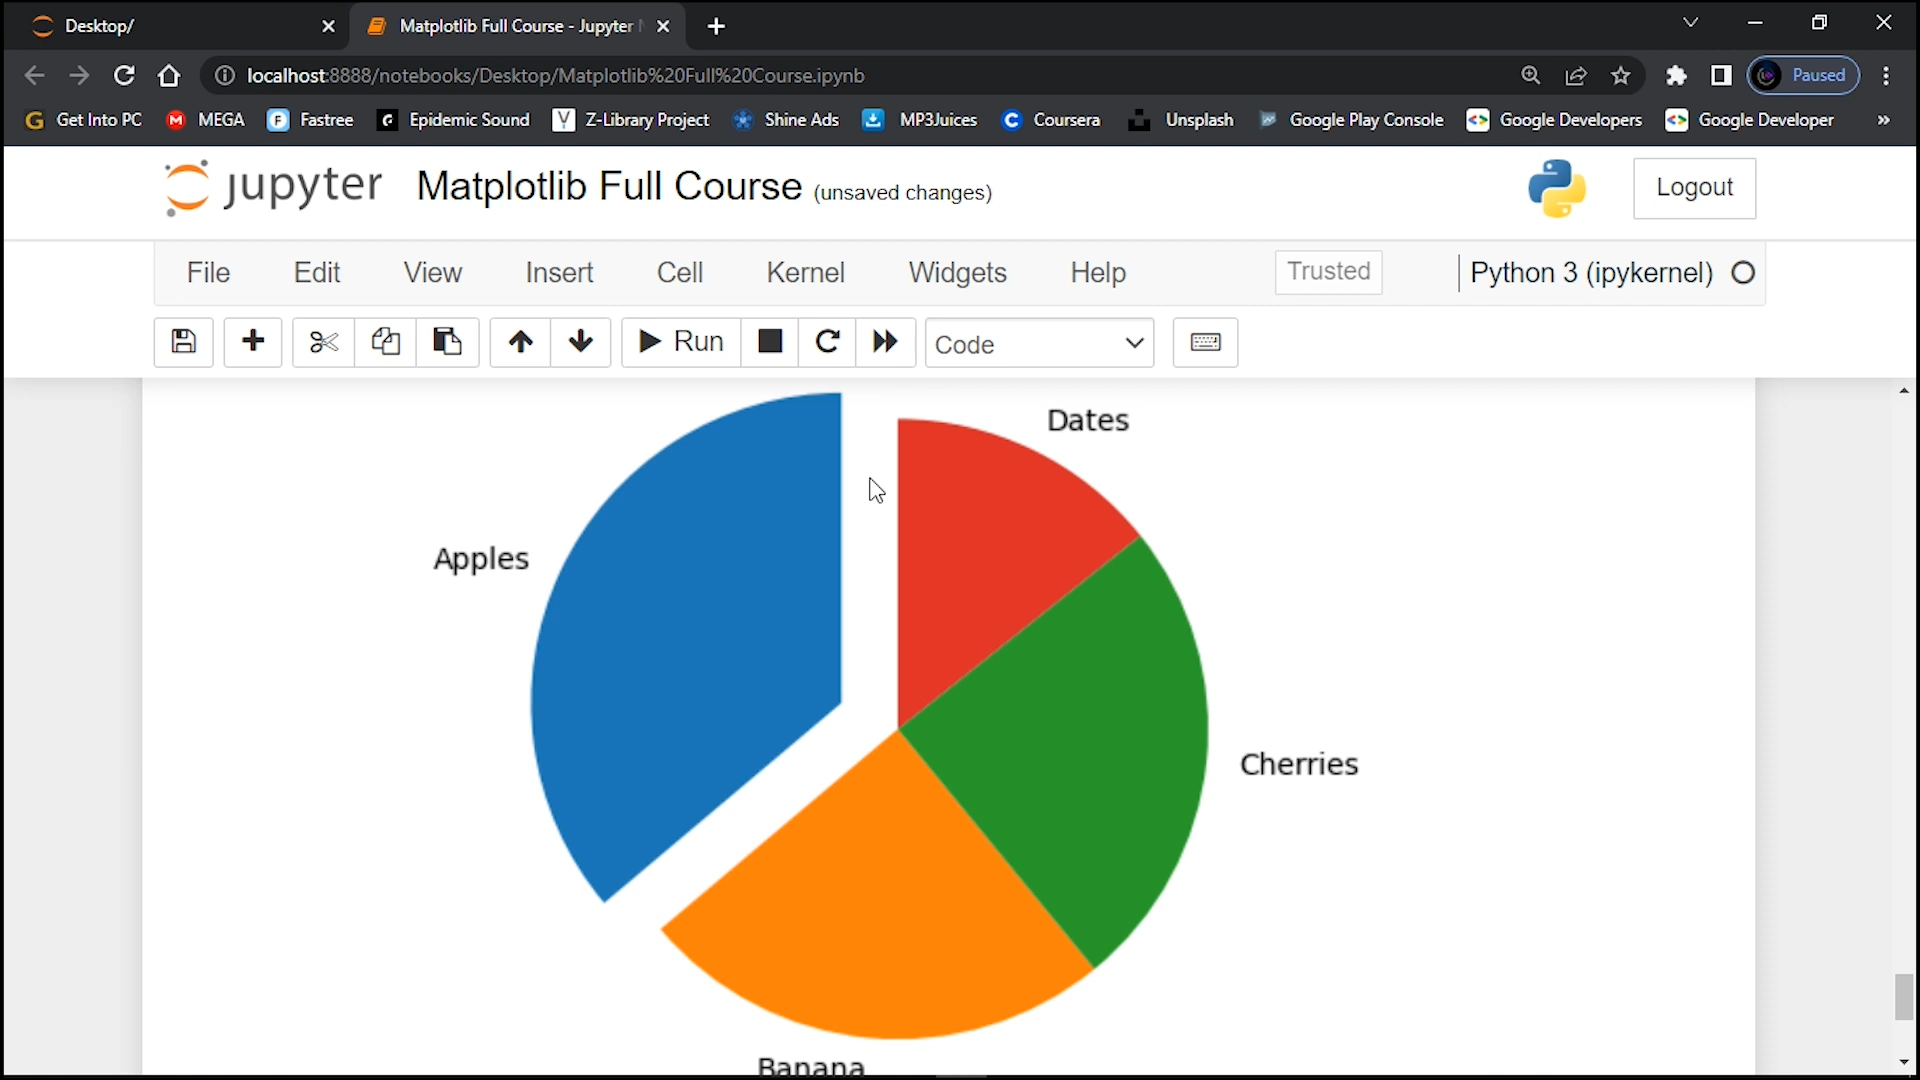 Desktop/
Matplotlib Full Course - Jupyter
localhost:8888/notebooks/Desktop/Matplotlib%20Full%20Course.ipynb
Paused
Get Into PC
MEGA
Fastree
Epidemic Sound
Z-Library Project
Shine Ads
MP3Juices
Coursera
Unsplash
Google Play Console
Google Developers
Google Developer
»
jupyter
Matplotlib Full Course (unsaved changes)
Logout
File
Edit
View
Insert
Cell
Kernel
Widgets
Help
Trusted
Python 3 (ipykernel)
Run
Code
Dates
Apples
Cherries
Banana